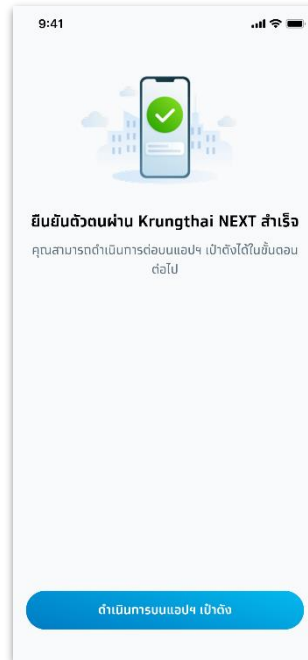 9:41
ยืนยันตัวตนผ่าน Krungthai NEXT สำเร็จ
คุณสามารถดำเนินการต่อบนแอปฯ เป๋าตังได้ในขั้นตอน
ต่อไป
ดำเนินการบนแอปฯ เป๋าตัง